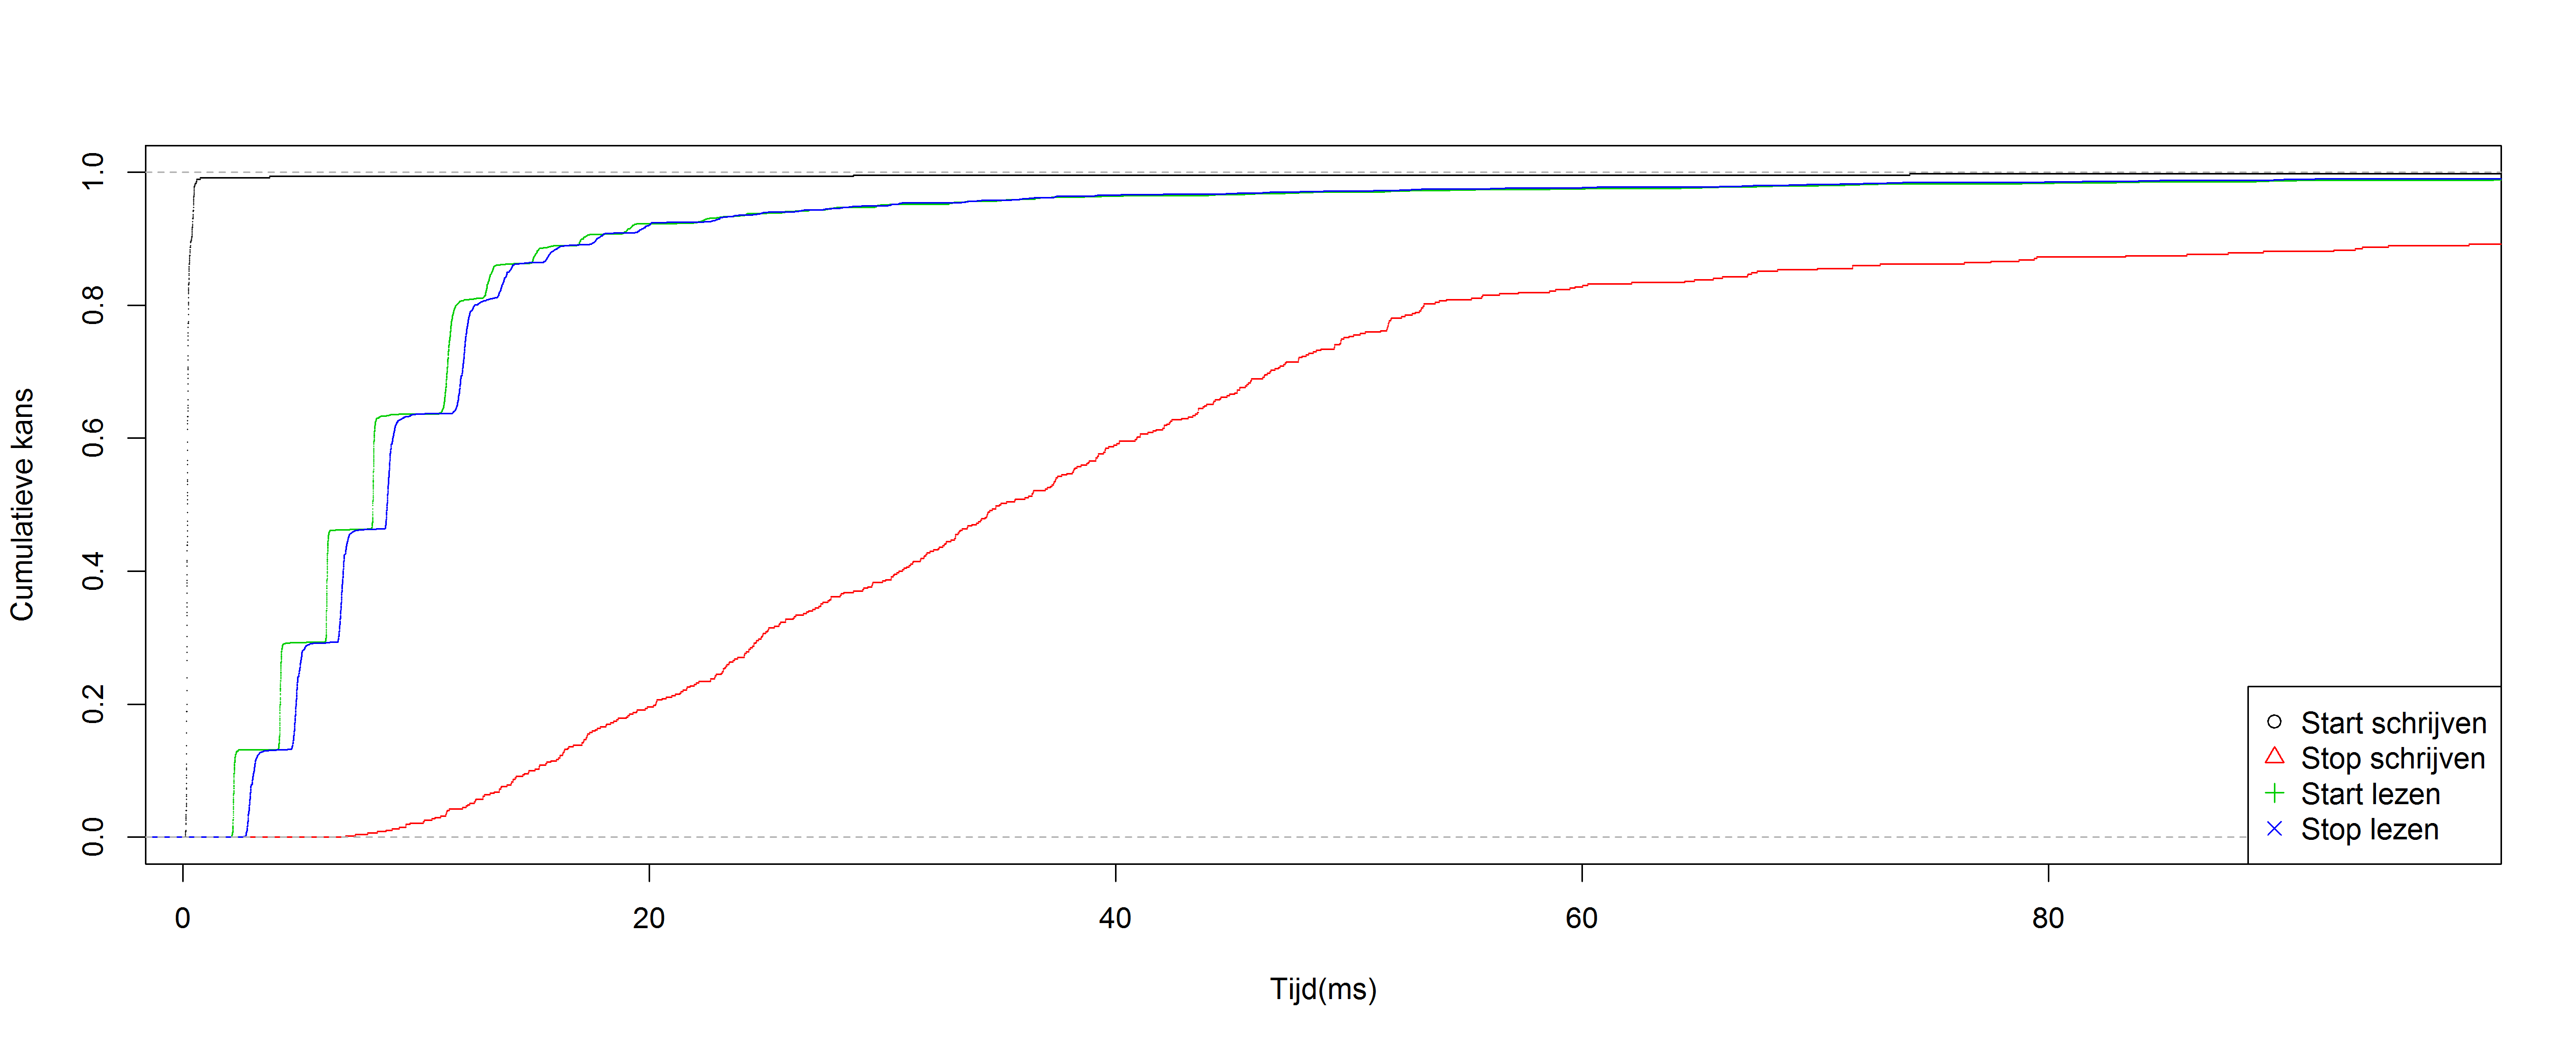 Cumulatieve kans
1.0
0.8
0.6
0.4
0.2
0.0
0 20 40 60 80
Tijd(ms)
Start schrijven
Stop schrijven
Start lezen
Stop lezen